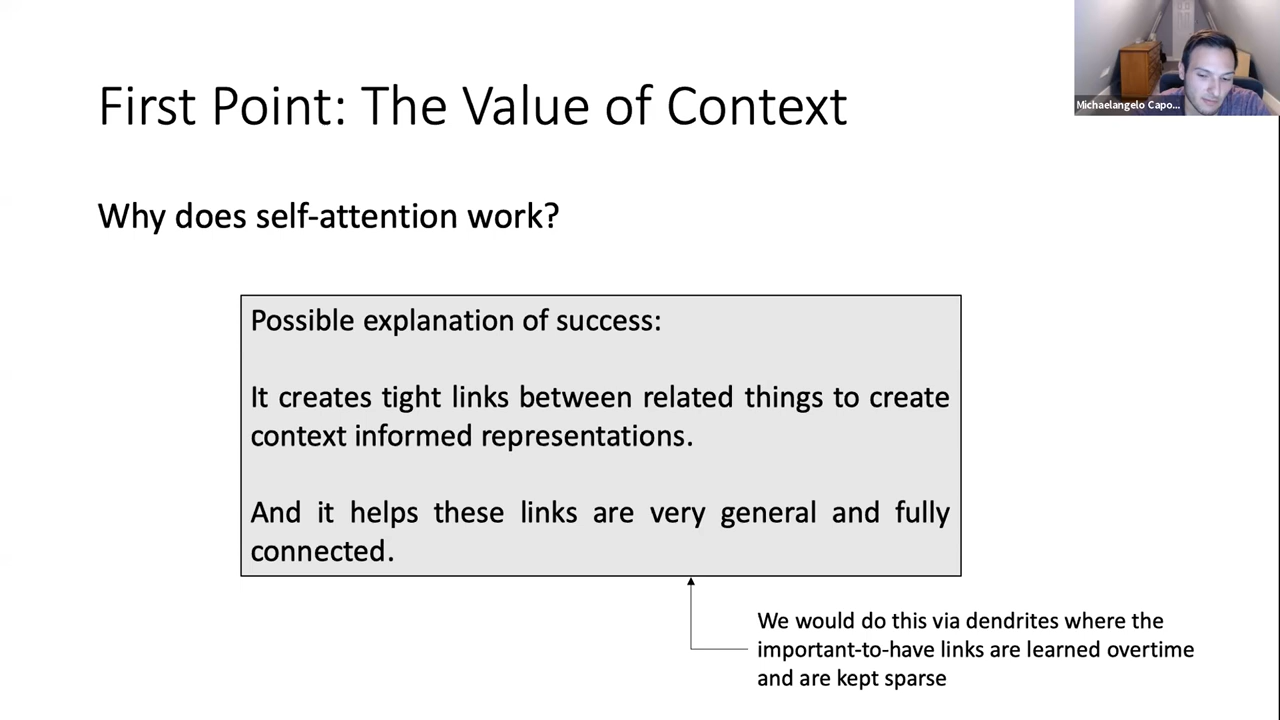 First Point: The Value of Context
Michaelangelo Capo...
Why does self-attention work?
Possible explanation of success:
It creates tight links between related things to create
context informed representations.
And it helps these links are very general and fully
connected.
We would do this via dendrites where the
important-to-have links are learned overtime
and are kept sparse